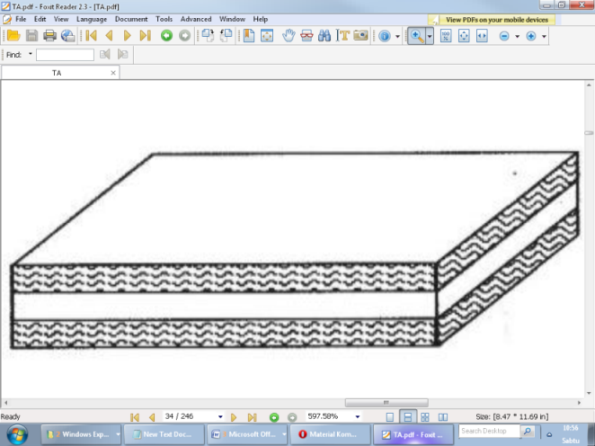 TA.pdf - Foxit Reader 2.3 - [TA.pdf]
File Edit View Language Document Tools Advanced Window Help
View PDFs on your mobile devices
Find:
TA
Ready
34 / 246
597.58%
Size: [8.47 * 11.69 in]
2 Windows Exp...
New Text Doc...
Microsoft Off...
Material Kom...
TA.pdf - Foxit ...
Search Desktop
18:56
Sabtu